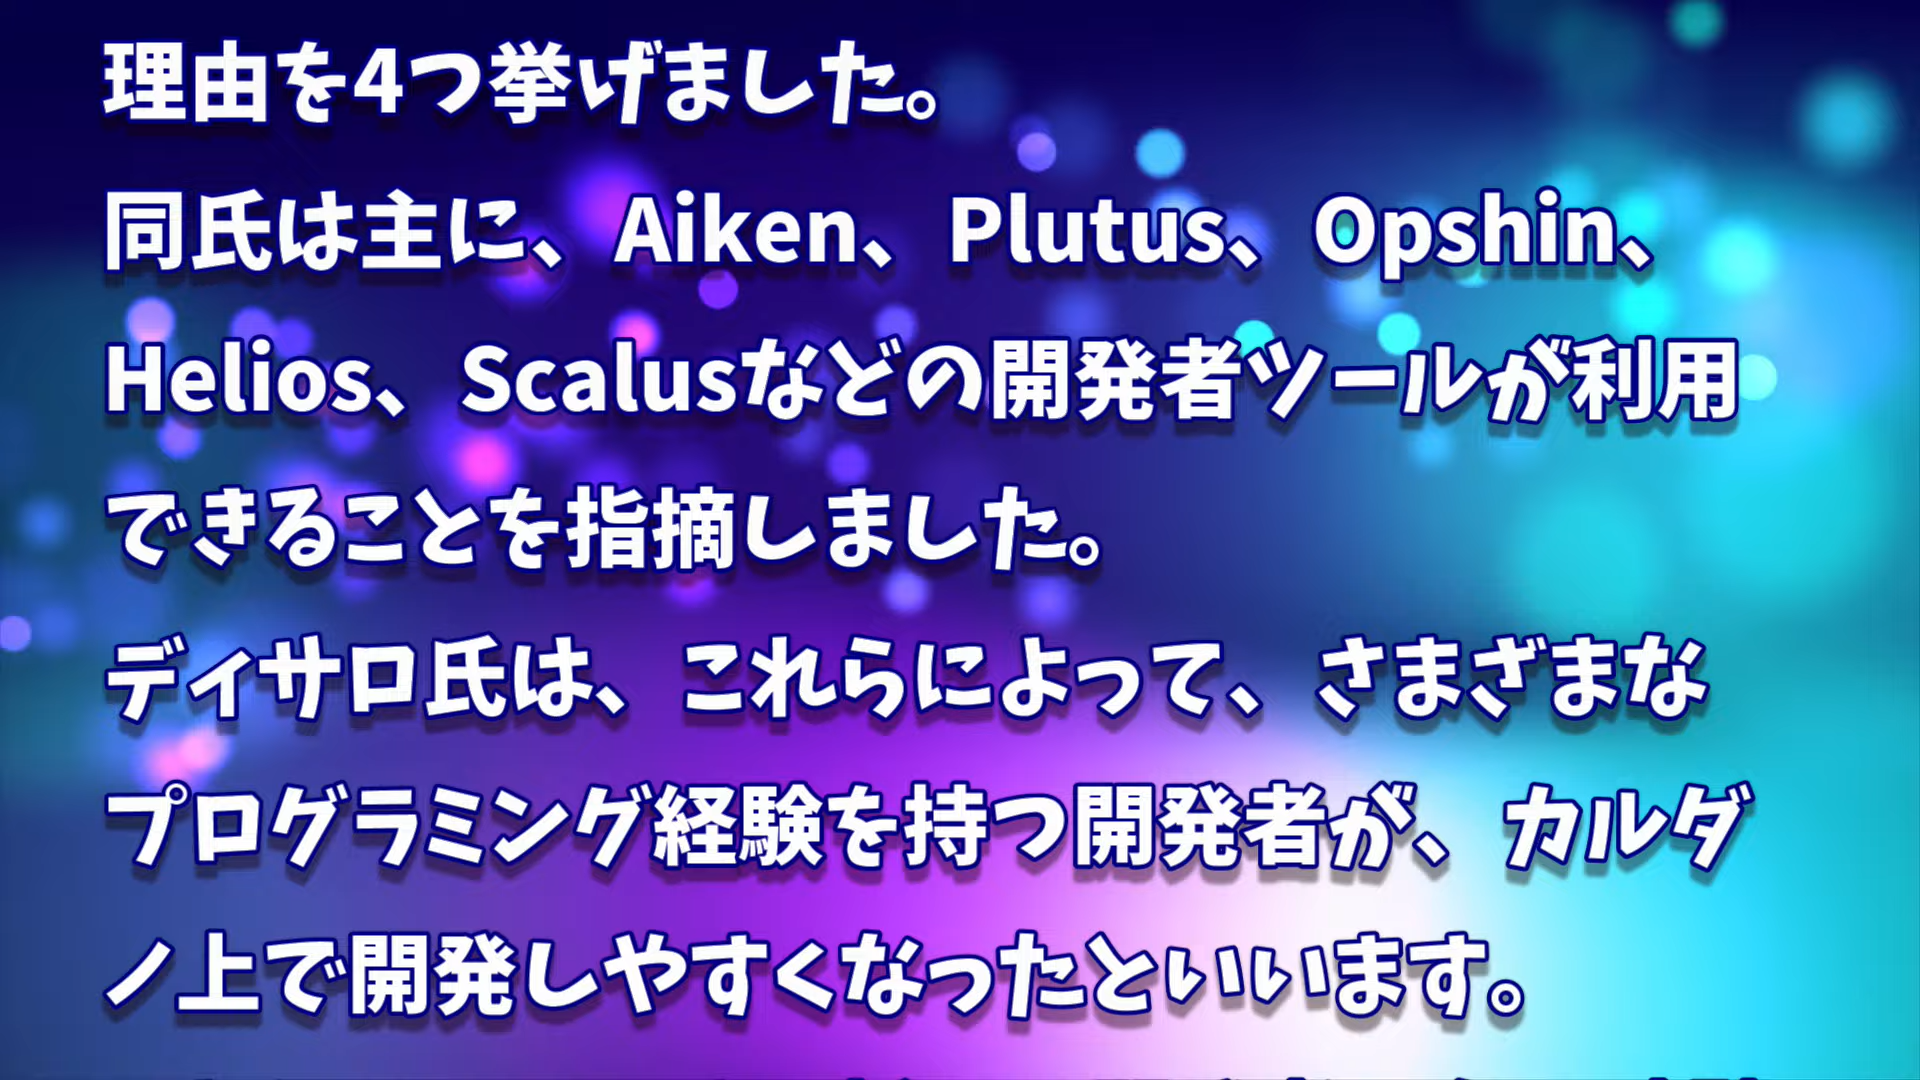 理由を4つ挙げました。
同氏は主に、Aiken、Plutus、Opshin、
Helios、Scalusなどの開発者ツールが利用
できることを指摘しました。
ディサロ氏は、これらによって、さまざまな
プログラミング経験を持つ開発者が、カルダ
ノ上で開発しやすくなったといいます。